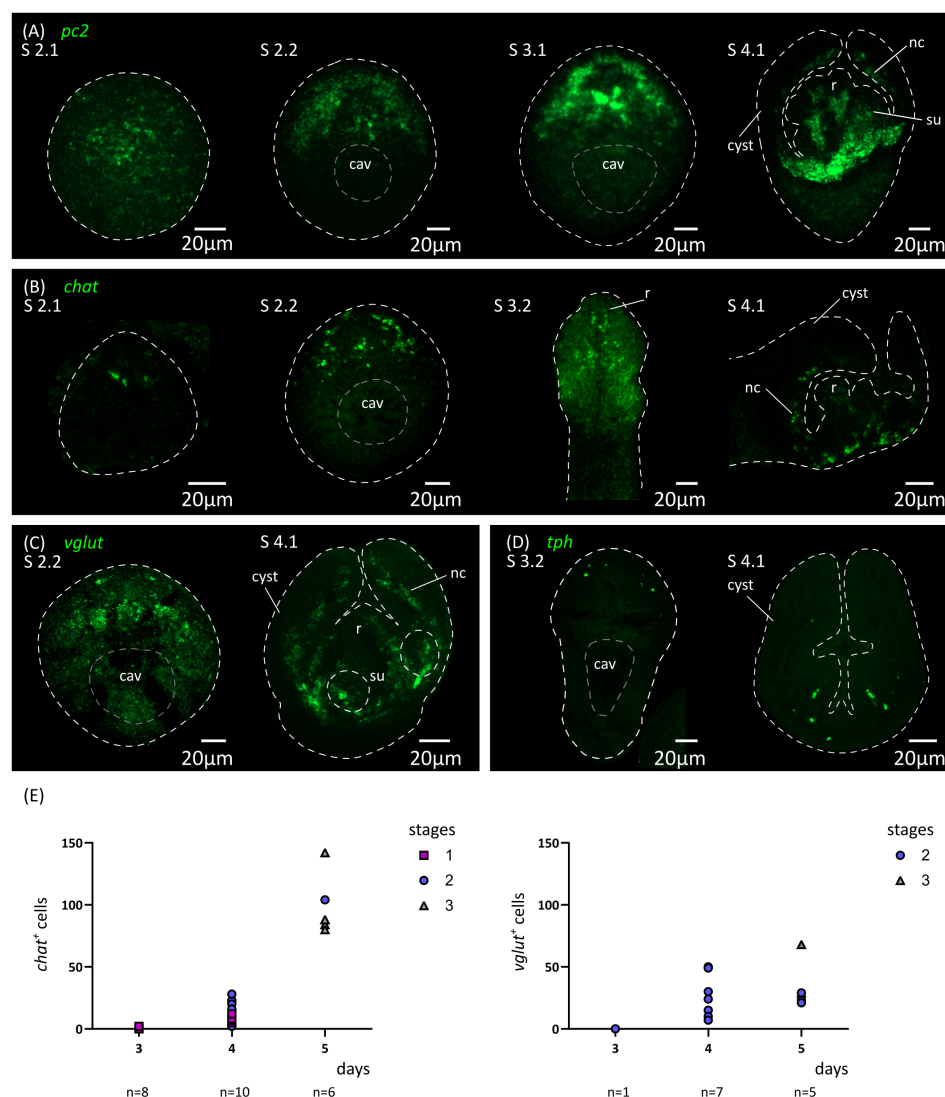 (A) pc2
S 2.1
S 2.2
S 3.1
S 4.1
nc
r
su
cyst
cav
cav
20μm
20μm
20μm
20μm
(B) chat
S 2.1
S 2.2
S 3.2
S 4.1
r
cyst
nc
r
cav
20μm
20μm
20μm
20μm
(C) vglut
S 2.2
S 4.1
cyst
nc
r
cav
su
20μm
20μm
(D) tph
S 3.2
S 4.1
cyst
cav
20μm
20μm
(E)
stages
1
2
3
chat+ cells
150
100
50
0
3 4 5
days
n=8 n=10 n=6
stages
2
3
vglut+ cells
150
100
50
0
3 4 5
days
n=1 n=7 n=5